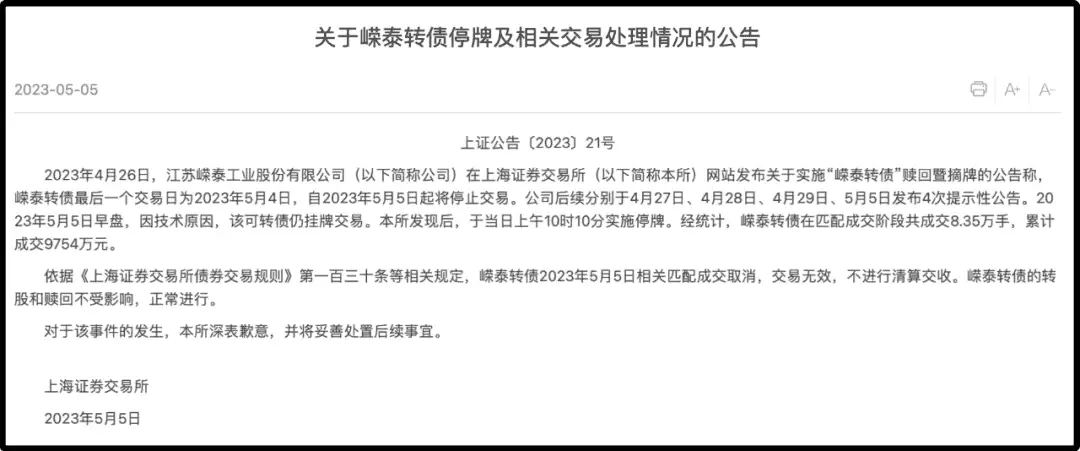 关于嵘泰转债停牌及相关交易处理情况的公告
2023-05-05
A+
A-
上证公告〔2023〕21号
2023年4月26日，江苏嵘泰工业股份有限公司（以下简称公司）在上海证券交易所（以下简称本所）网站发布关于实施“嵘泰转债”赎回暨摘牌的公告称，
嵘泰转债最后一个交易日为2023年5月4日，自2023年5月5日起将停止交易。公司后续分别于4月27日、4月28日、4月29日、5月5日发布4次提示性公告。20
23年5月5日早盘，因技术原因，该可转债仍挂牌交易。本所发现后，于当日上午10时10分实施停牌。经统计，嵘泰转债在匹配成交阶段共成交8.35万手，累计
成交9754万元。
依据《上海证券交易所债券交易规则》第一百三十条等相关规定，嵘泰转债2023年5月5日相关匹配成交取消，交易无效，不进行清算交收。嵘泰转债的转
股和赎回不受影响，正常进行。
对于该事件的发生，本所深表歉意，并将妥善处置后续事宜。
上海证券交易所
2023年5月5日